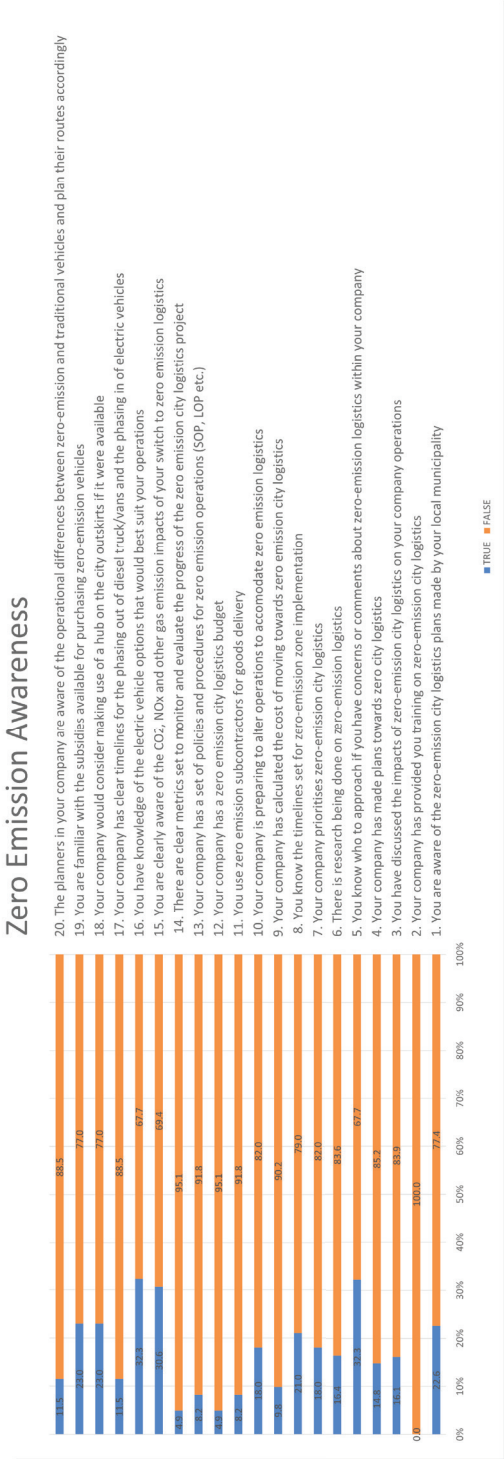 Zero Emission Awareness
11.5 88.5 20. The planners in your company are aware of the operational differences between zero-emission and traditional vehicles and plan their routes accordingly
23.0 77.0 19. You are familiar with the subsidies available for purchasing zero-emission vehicles
23.0 77.0 18. Your company would consider making use of a hub on the city outskirts if it were available
11.5 88.5 17. Your company has clear timelines for the phasing out of diesel truck/vans and the phasing in of electric vehicles
32.3 67.7 16. You have knowledge of the electric vehicle options that would best suit your operations
30.6 69.4 15. You are clearly aware of the CO2, NOx and other gas emission impacts of your switch to zero emission logistics
4.9 95.1 14. There are clear metrics set to monitor and evaluate the progress of the zero emission city logistics project
8.2 91.8 13. Your company has a set of policies and procedures for zero emission operations (SOP, LOP etc.)
4.9 95.1 12. Your company has a zero emission city logistics budget
8.2 91.8 11. You use zero emission subcontractors for goods delivery
18.0 82.0 10. Your company is preparing to alter operations to accomodate zero emission logistics
9.8 90.2 9. Your company has calculated the cost of moving towards zero emission city logistics
21.0 79.0 8. You know the timelines set for zero-emission zone implementation
18.0 82.0 7. Your company prioritises zero-emission city logistics
16.4 83.6 6. There is research being done on zero-emission logistics
32.3 67.7 5. You know who to approach if you have concerns or comments about zero-emission logistics within your company
14.8 85.2 4. Your company has made plans towards zero city logistics
16.1 83.9 3. You have discussed the impacts of zero-emission city logistics on your company operations
0.0 100.0 2. Your company has provided you training on zero-emission city logistics
22.6 77.4 1. You are aware of the zero-emission city logistics plans made by your local municipality
0% 10% 20% 30% 40% 50% 60% 70% 80% 90% 100%
TRUE FALSE